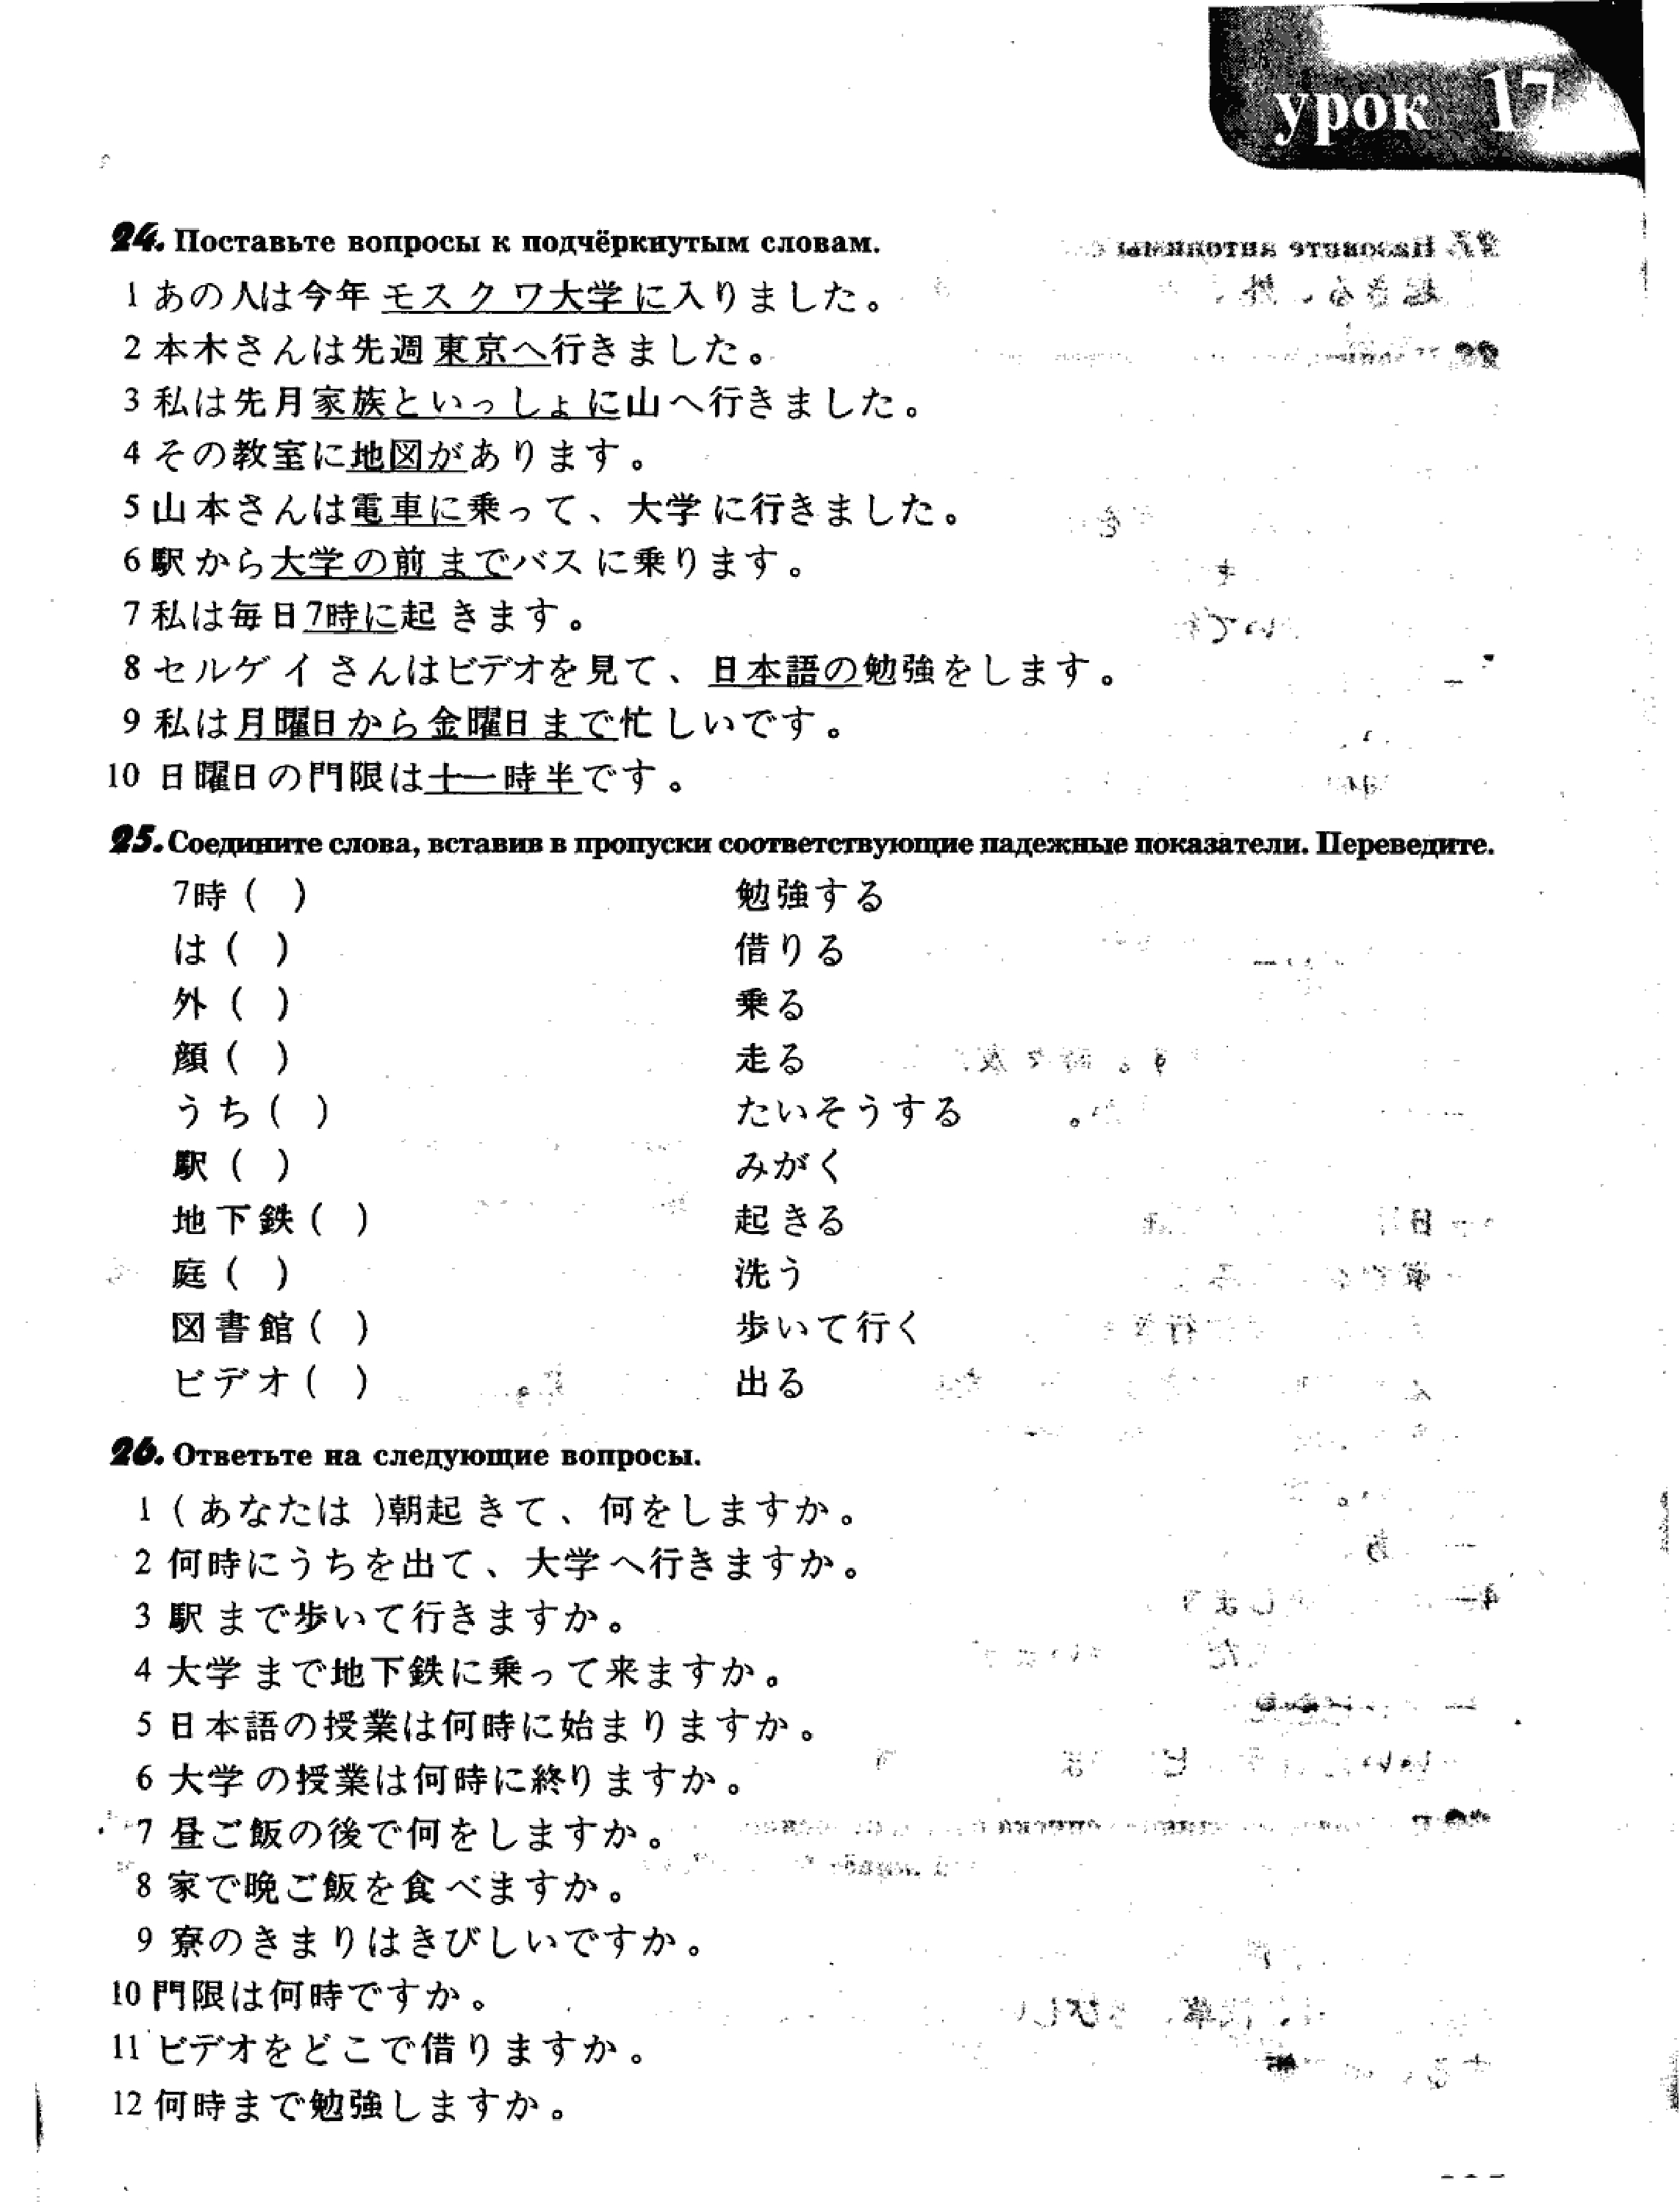 урок 17
24. Поставьте вопросы к подчёркнутым словам.
1 あの人は今年モスクワ大学に入りました。
2 本木さんは先週東京へ行きました。
3 私は先月家族といっしょに山へ行きました。
4 その教室に地図があります。
5 山本さんは電車に乗って、大学に行きました。
6 駅から大学の前までバスに乗ります。
7 私は毎日7時に起きます。
8 セルゲイさんはビデオを見て、日本語の勉強をします。
9 私は月曜日から金曜日まで忙しいです。
10 日曜日の門限は十一時半です。
25. Соедините слова, вставив в пропуски соответствующие падежные показатели. Переведите.
7時 ( ) 勉強する
は ( ) 借りる
外 ( ) 乗る
顔 ( ) 走る
うち ( ) たいそうする
駅 ( ) みがく
地下鉄 ( ) 起きる
庭 ( ) 洗う
図書館 ( ) 歩いて行く
ビデオ ( ) 出る
26. Ответьте на следующие вопросы.
1 ( あなたは )朝起きて、何をしますか。
2 何時にうちを出て、大学へ行きますか。
3 駅まで歩いて行きますか。
4 大学まで地下鉄に乗って来ますか。
5 日本語の授業は何時に始まりますか。
6 大学の授業は何時に終りますか。
7 昼ご飯の後で何をしますか。
8 家で晩ご飯を食べますか。
9 寮のきまりはきびしいですか。
10 門限は何時ですか。
11 ビデオをどこで借りますか。
12 何時まで勉強しますか。